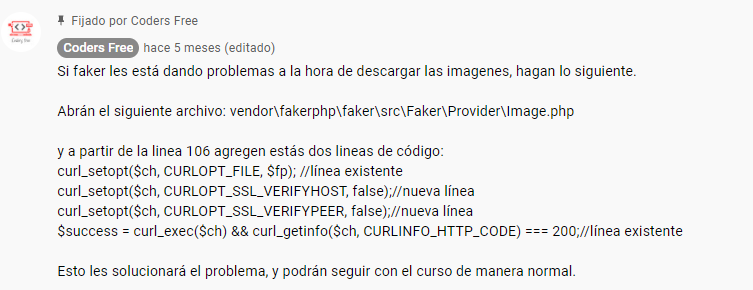 Fijado por Coders Free
Coders Free hace 5 meses (editado)
Si faker les está dando problemas a la hora de descargar las imagenes, hagan lo siguiente.
Abrán el siguiente archivo: vendor\fakerphp\faker\src\Faker\Provider\Image.php
y a partir de la linea 106 agregen estás dos lineas de código:
curl_setopt($ch, CURLOPT_FILE, $fp); //línea existente
curl_setopt($ch, CURLOPT_SSL_VERIFYHOST, false);//nueva línea
curl_setopt($ch, CURLOPT_SSL_VERIFYPEER, false);//nueva línea
$success = curl_exec($ch) && curl_getinfo($ch, CURLINFO_HTTP_CODE) === 200;//línea existente
Esto les solucionará el problema, y podrán seguir con el curso de manera normal.